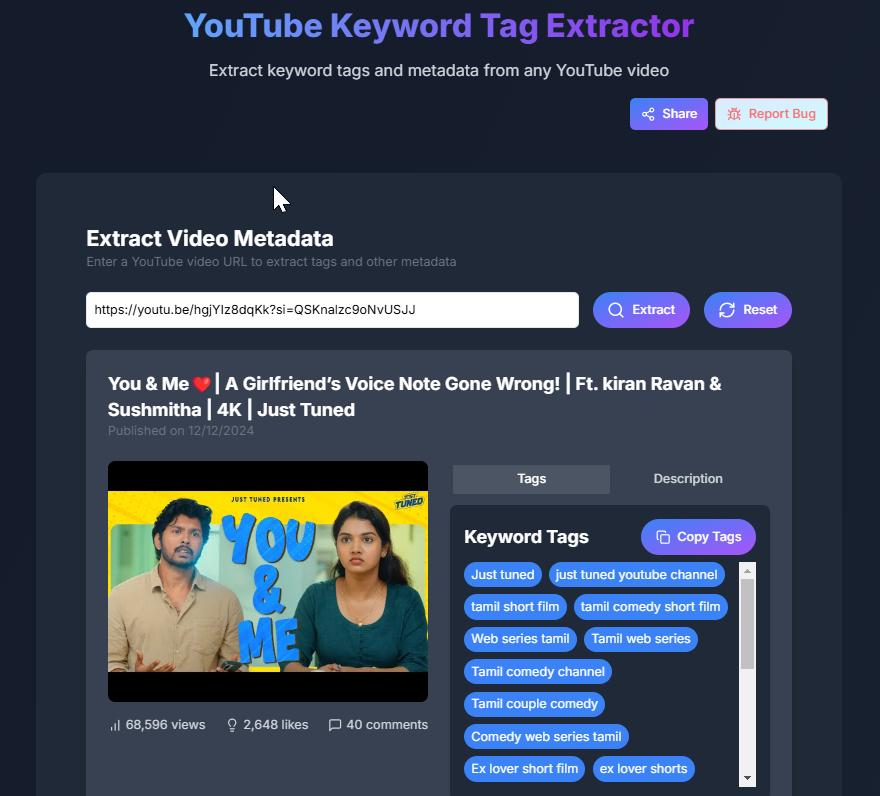 YouTube Keyword Tag Extractor
Extract keyword tags and metadata from any YouTube video
Share
Report Bug
Extract Video Metadata
Enter a YouTube video URL to extract tags and other metadata
https://youtu.be/hgjYIz8dqKk?si=QSKnalzc9oNvUSJJ
Extract
Reset
You & Me ❤️ | A Girlfriend’s Voice Note Gone Wrong! | Ft. kiran Ravan &
Sushmitha | 4K | Just Tuned
Published on 12/12/2024
JUST TUNED PRESENTS
JUST
TUNED
YOU
&
ME
68,596 views
2,648 likes
40 comments
Tags
Description
Keyword Tags
Copy Tags
Just tuned
just tuned youtube channel
tamil short film
tamil comedy short film
Web series tamil
Tamil web series
Tamil comedy channel
Tamil couple comedy
Comedy web series tamil
Ex lover short film
ex lover shorts